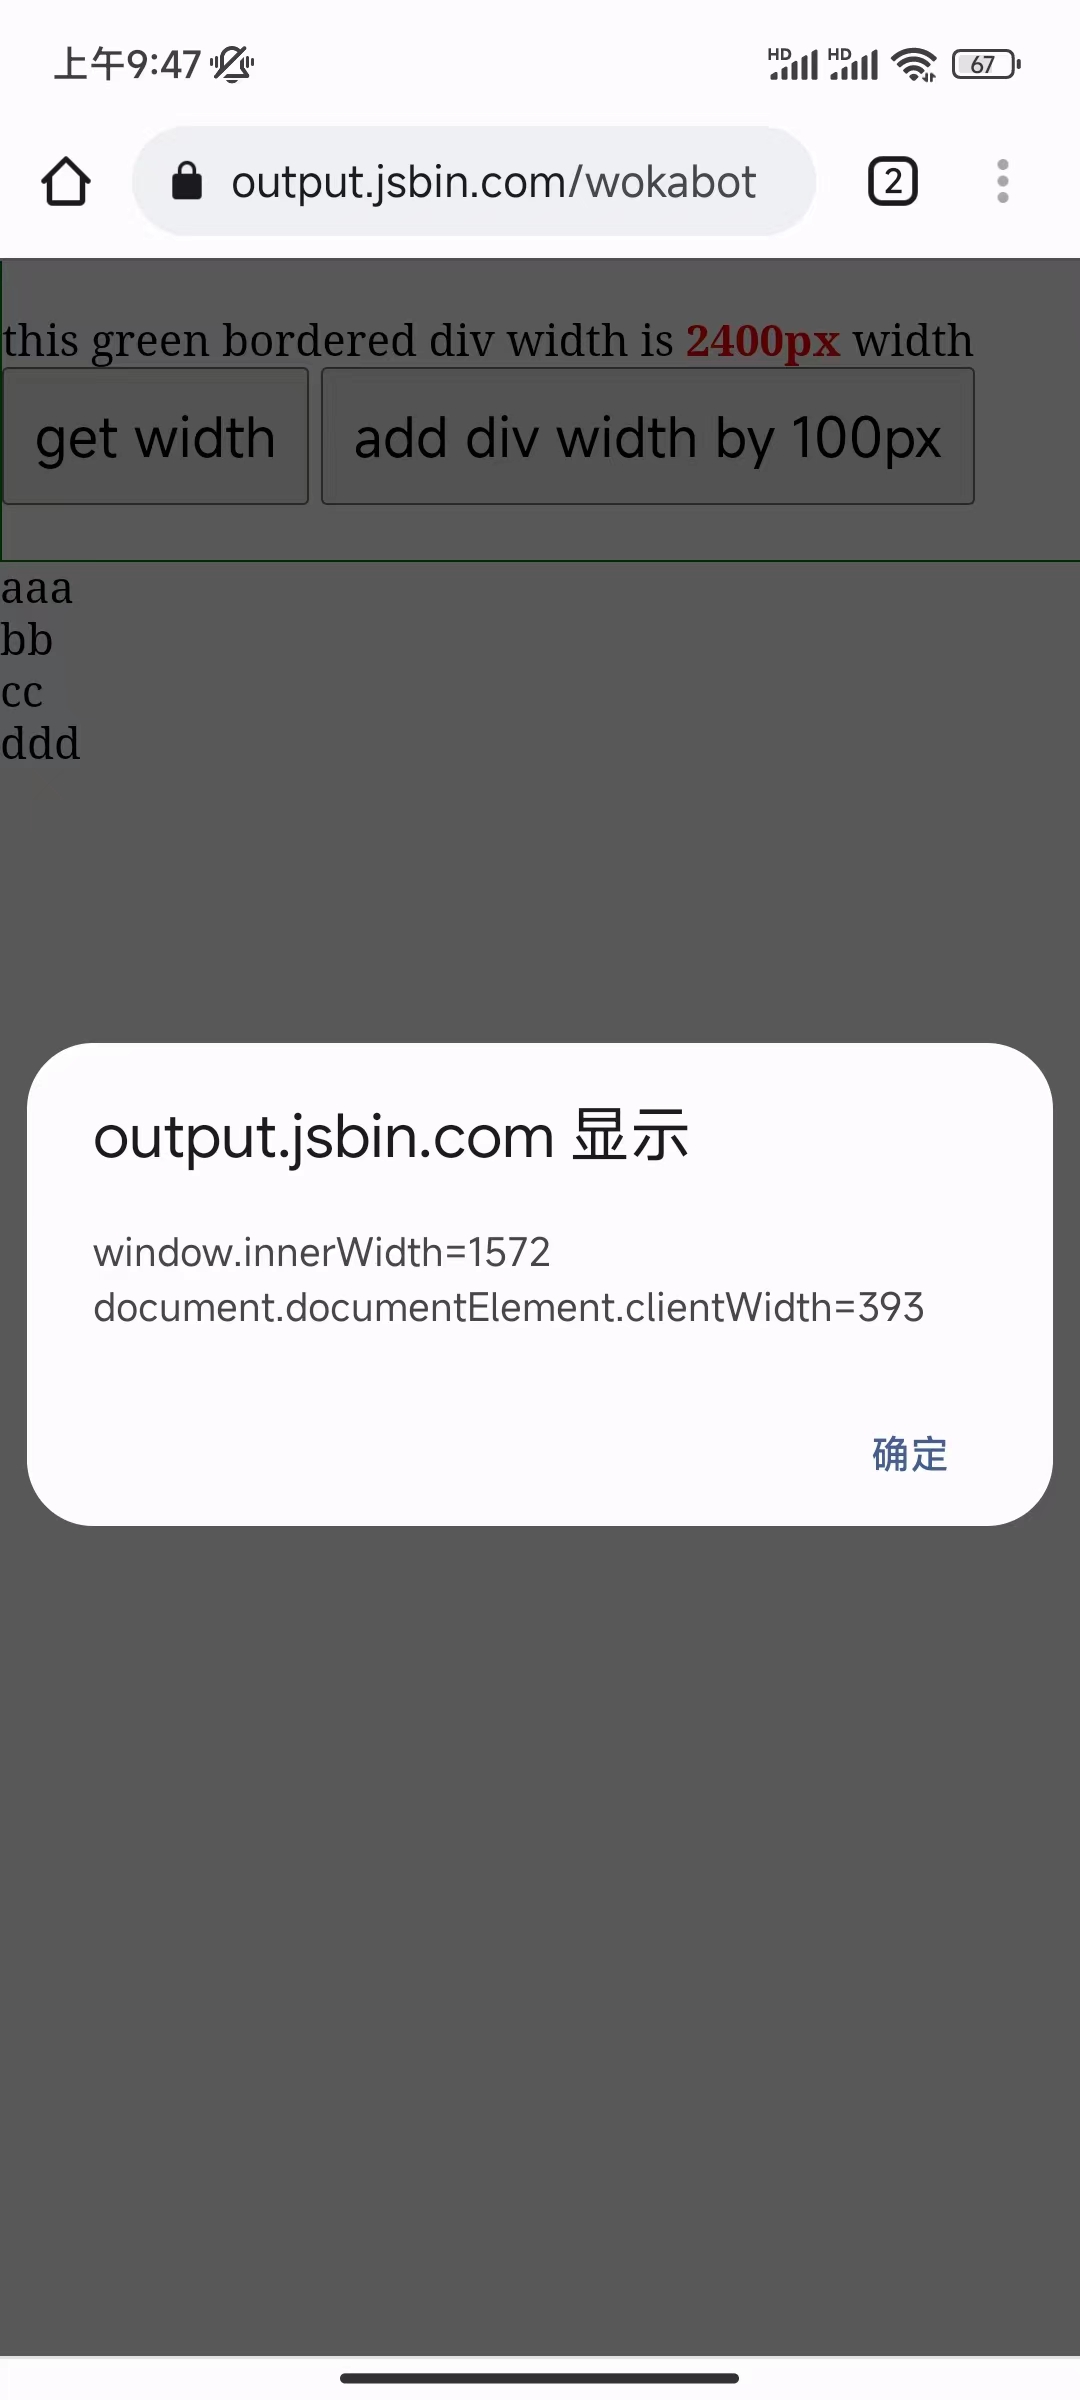 上午9:47
HD HD 67
output.jsbin.com/wokabot
2
this green bordered div width is 2400px width
get width add div width by 100px
aaa
bb
cc
ddd
output.jsbin.com 显示
window.innerWidth=1572
document.documentElement.clientWidth=393
确定